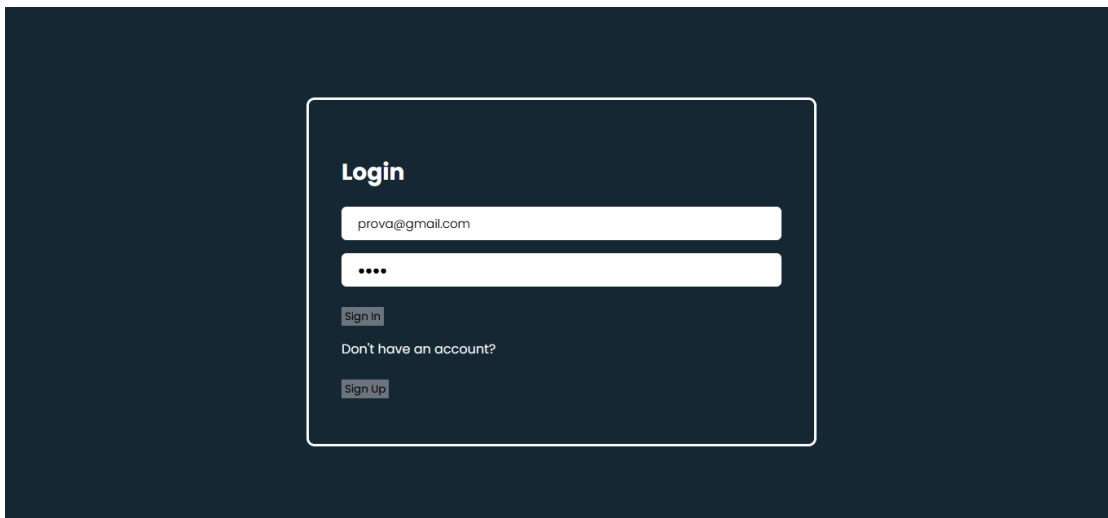 Login
prova@gmail.com
••••
Sign In
Don't have an account?
Sign Up